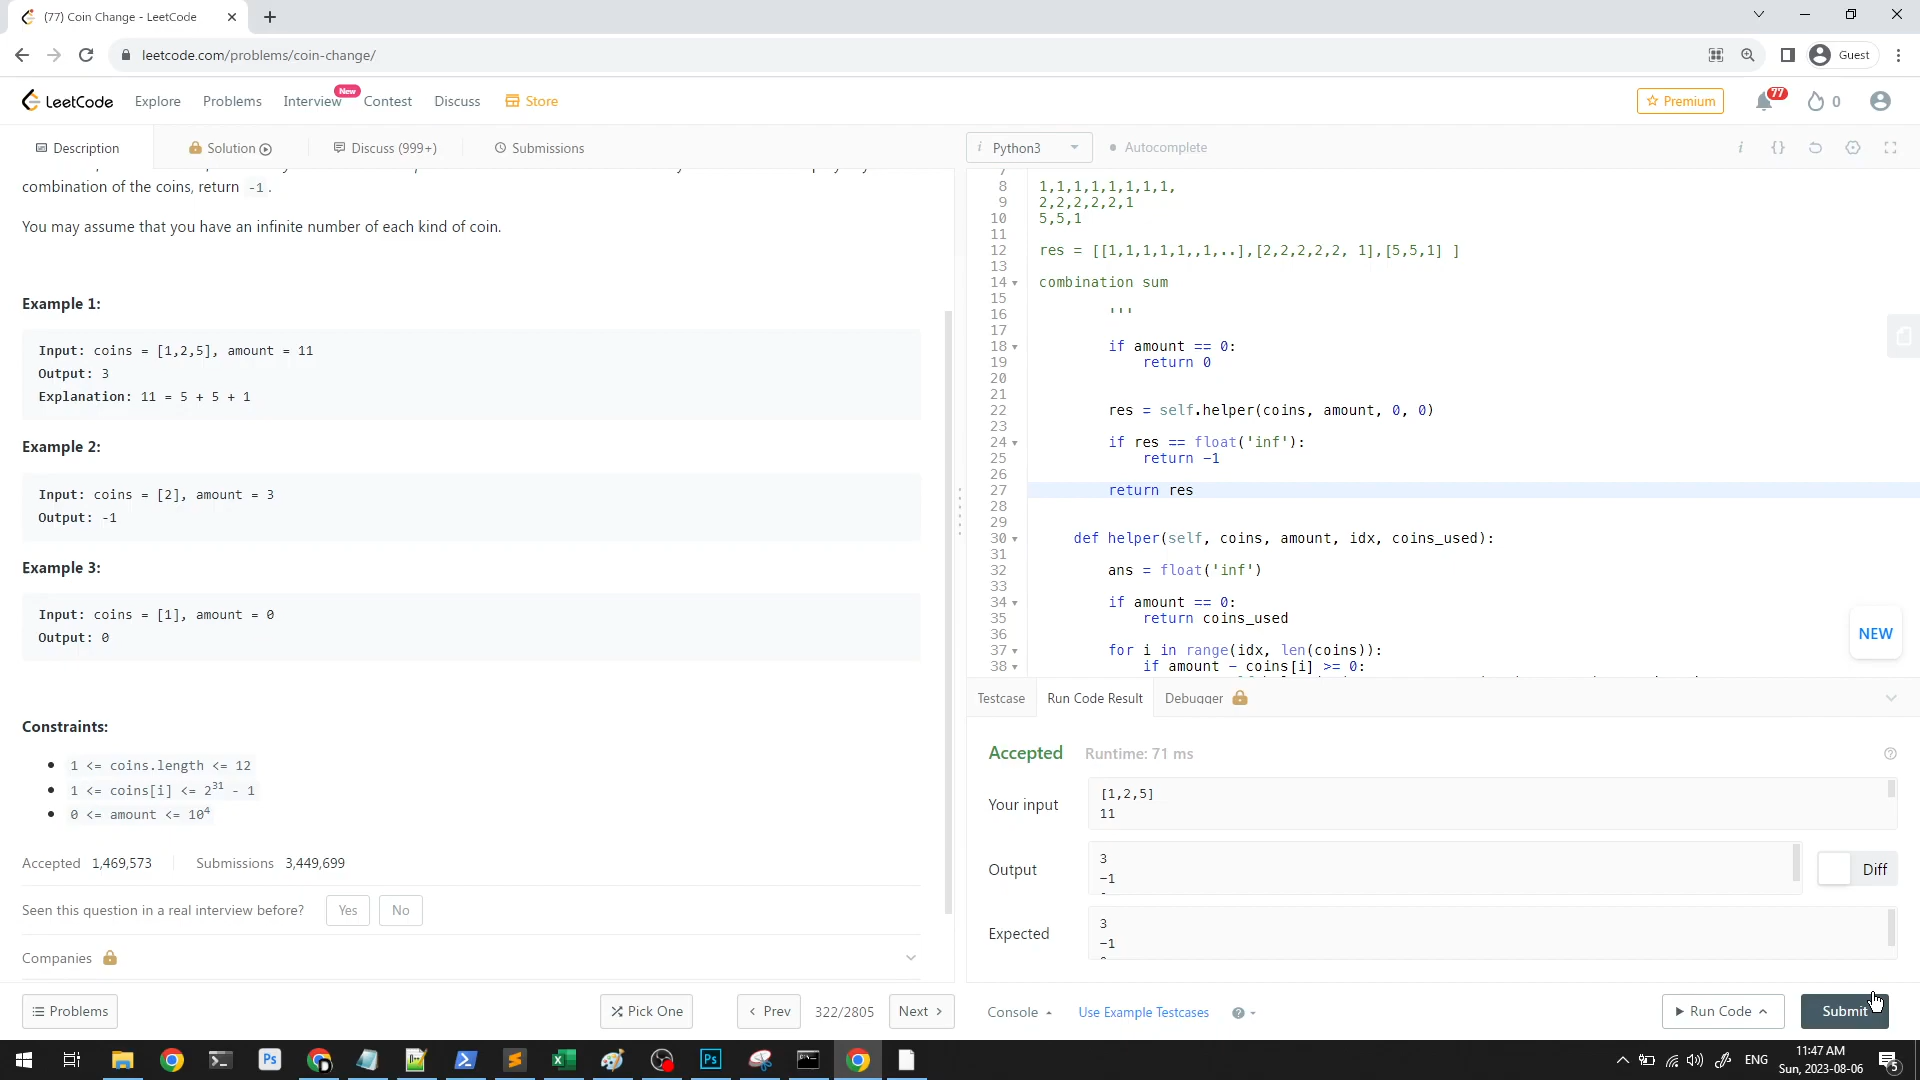 (77) Coin Change - LeetCode
leetcode.com/problems/coin-change/
Guest
LeetCode
Explore
Problems
Interview
New
Contest
Discuss
Store
Premium
77
0
Description
Solution
Discuss (999+)
Submissions
i Python3
Autocomplete
i
{}
combination of the coins, return -1.
You may assume that you have an infinite number of each kind of coin.
Example 1:
Input: coins = [1,2,5], amount = 11
Output: 3
Explanation: 11 = 5 + 5 + 1
Example 2:
Input: coins = [2], amount = 3
Output: -1
Example 3:
Input: coins = [1], amount = 0
Output: 0
Constraints:
1 <= coins.length <= 12
1 <= coins[i] <= 2^31 - 1
0 <= amount <= 10^4
Accepted 1,469,573
Submissions 3,449,699
Seen this question in a real interview before?
Yes
No
Companies
Problems
Pick One
Prev
322/2805
Next
7
8 1,1,1,1,1,1,1,1,
9 2,2,2,2,2,1
10 5,5,1
11
12 res = [[1,1,1,1,1,,1,..],[2,2,2,2,2, 1],[5,5,1] ]
13
14 combination sum
15
16 '''
17
18 if amount == 0:
19 return 0
20
21
22 res = self.helper(coins, amount, 0, 0)
23
24 if res == float('inf'):
25 return -1
26
27 return res
28
29
30 def helper(self, coins, amount, idx, coins_used):
31
32 ans = float('inf')
33
34 if amount == 0:
35 return coins_used
36
37 for i in range(idx, len(coins)):
38 if amount - coins[i] >= 0:
NEW
Testcase
Run Code Result
Debugger
Accepted
Runtime: 71 ms
Your input
[1,2,5]
11
Output
3
-1
Diff
Expected
3
-1
Console
Use Example Testcases
Run Code
Submit
Ps
Ps
ENG
11:47 AM
Sun, 2023-08-06
5